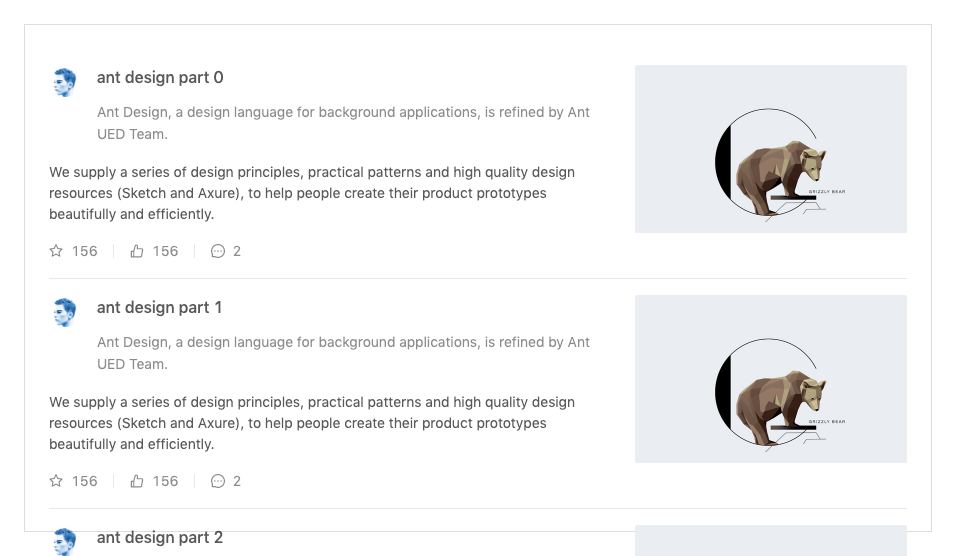 ant design part 0
Ant Design, a design language for background applications, is refined by Ant
UED Team.
We supply a series of design principles, practical patterns and high quality design
resources (Sketch and Axure), to help people create their product prototypes
beautifully and efficiently.
156 156 2
GRIZZLY BEAR
ant design part 1
Ant Design, a design language for background applications, is refined by Ant
UED Team.
We supply a series of design principles, practical patterns and high quality design
resources (Sketch and Axure), to help people create their product prototypes
beautifully and efficiently.
156 156 2
GRIZZLY BEAR
ant design part 2